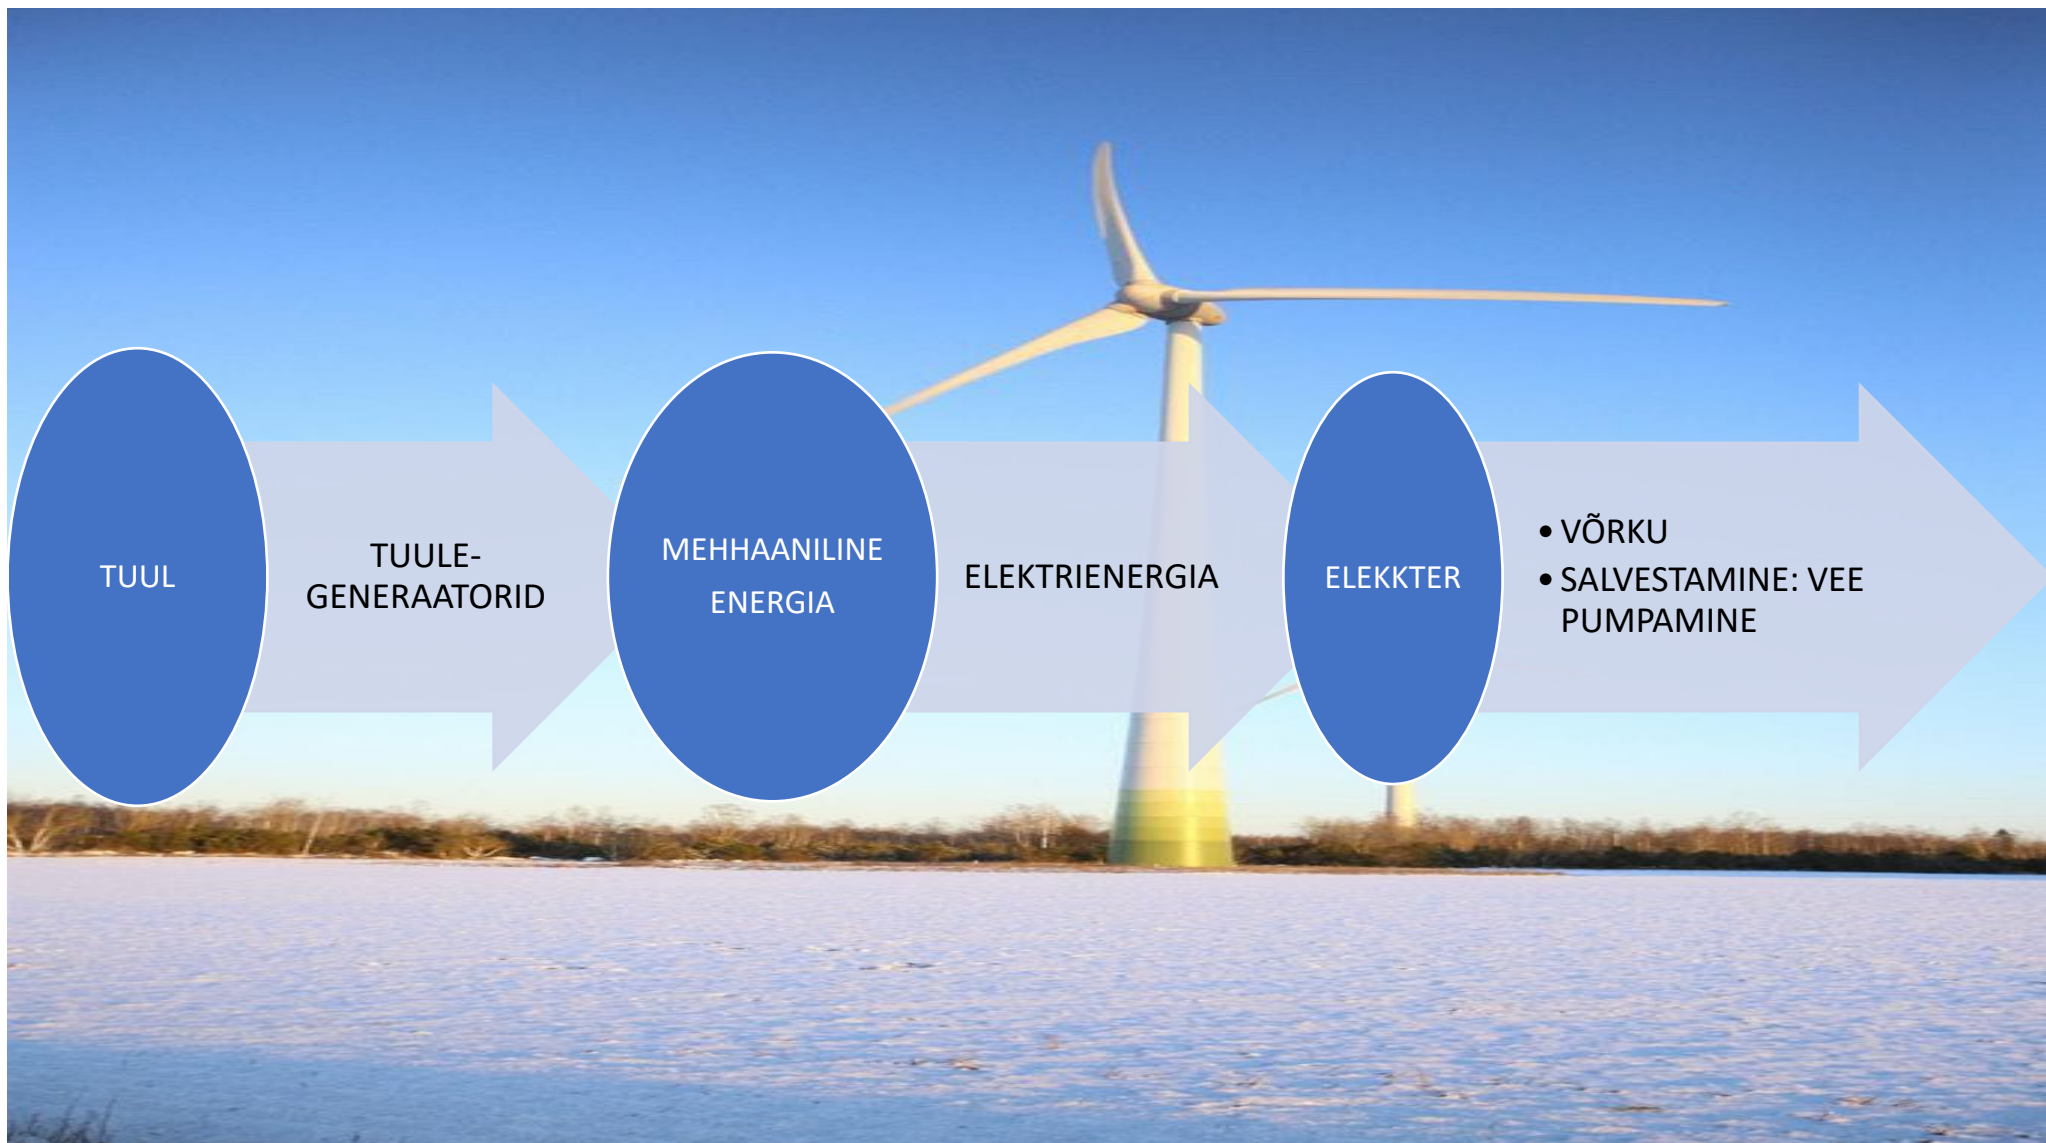 TUUL
TUULE-
GENERAATORID
MEHHAANILINE
ENERGIA
ELEKTRIENERGIA
ELEKKTER
• VÕRKU
• SALVESTAMINE: VEE
PUMPAMINE